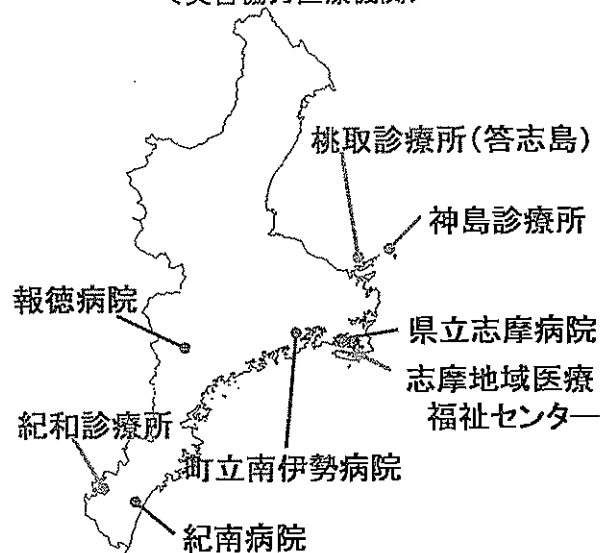 桃取診療所(答志島)
神島診療所
報徳病院
県立志摩病院
志摩地域医療
福祉センター
紀和診療所
町立南伊勢病院
紀南病院